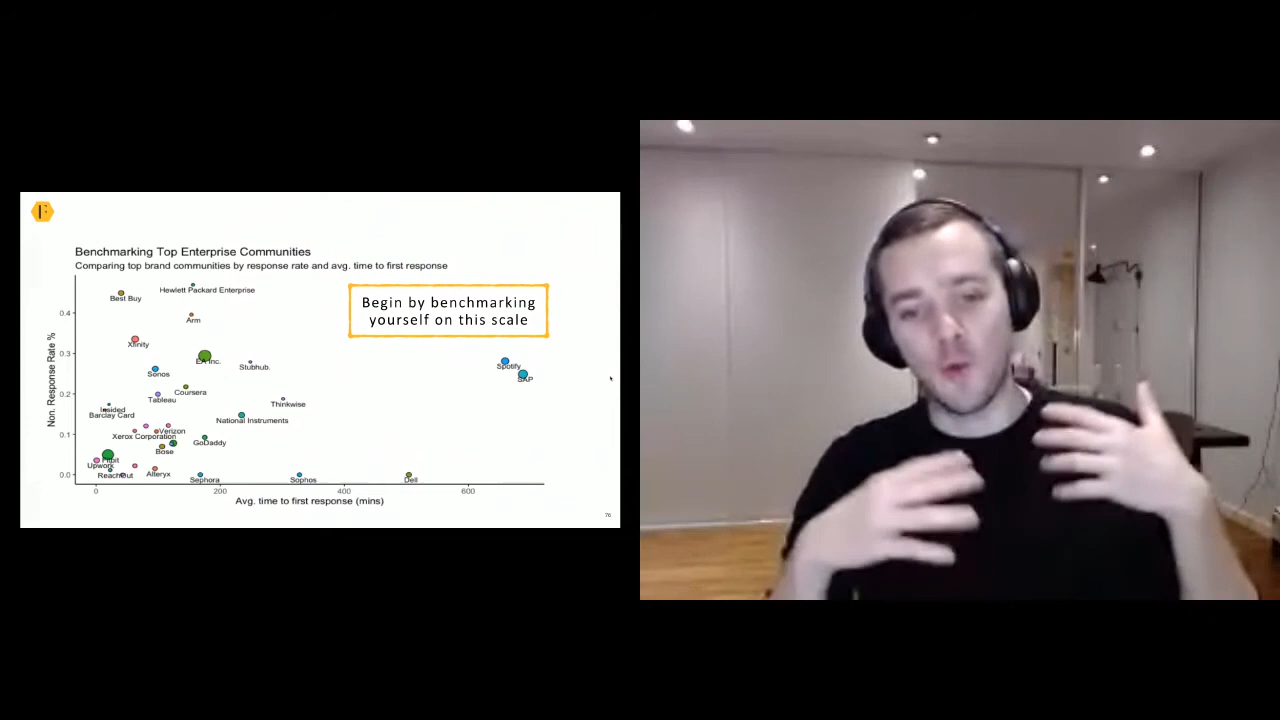 Benchmarking Top Enterprise Communities
Comparing top brand communities by response rate and avg. time to first response
Begin by benchmarking
yourself on this scale
Hewlett Packard Enterprise
Best Buy
0.4
Arm
Xfinity
0.3
EA Inc.
Stubhub.
Spotify
Sonos
SAP
Coursera
0.2
Tableau
Thinkwise
Insided
Barclay Card
National Instruments
Verizon
0.1
Xerox Corporation
GoDaddy
Bose
Fitbit
Upwork
0.0
Reachout
Alteryx
Sephora
Sophos
Dell
Non. Response Rate %
0
200
400
600
Avg. time to first response (mins)
76